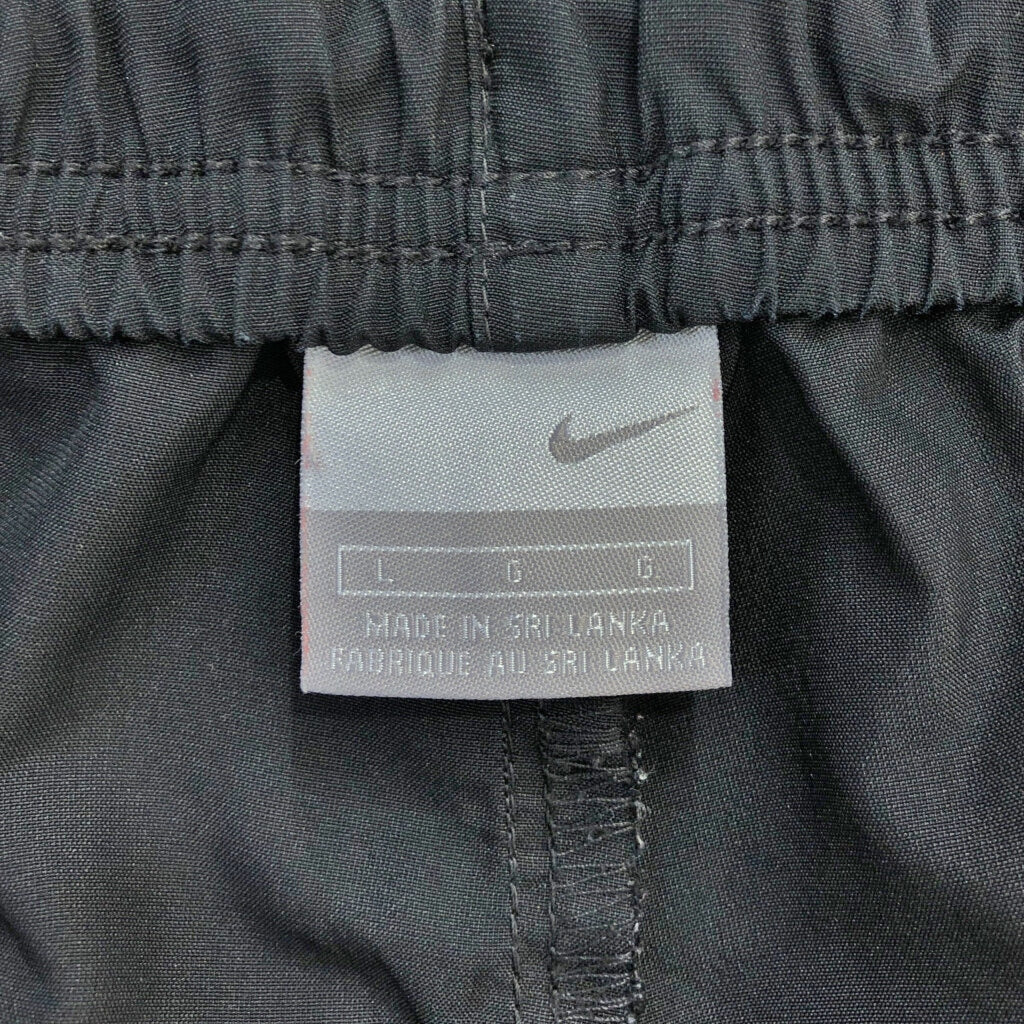 L G G
MADE IN SRI LANKA
FABRIQUE AU SRI LANKA